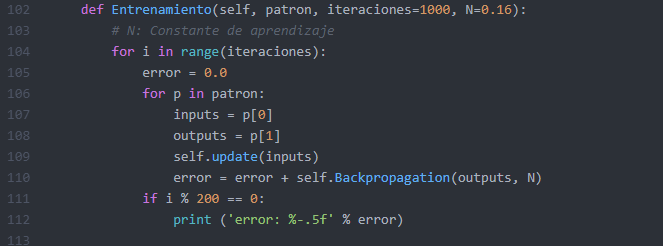 102 def Entrenamiento(self, patron, iteraciones=1000, N=0.16):
103 # N: Constante de aprendizaje
104 for i in range(iteraciones):
105 error = 0.0
106 for p in patron:
107 inputs = p[0]
108 outputs = p[1]
109 self.update(inputs)
110 error = error + self.Backpropagation(outputs, N)
111 if i % 200 == 0:
112 print ('error: %-.5f' % error)
113